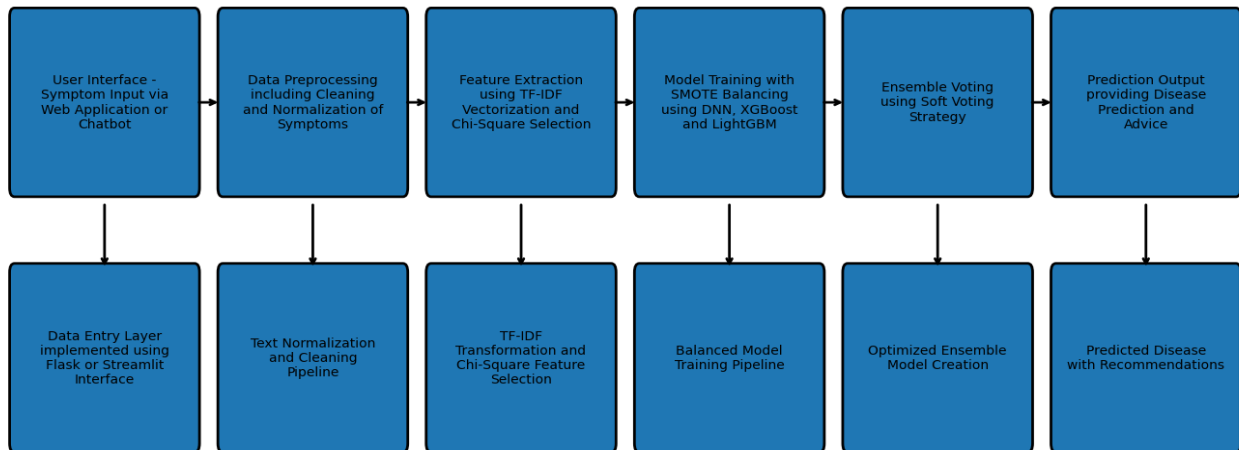 User Interface -
Symptom Input via
Web Application or
Chatbot
Data Preprocessing
including Cleaning
and Normalization of
Symptoms
Feature Extraction
using TF-IDF
Vectorization and
Chi-Square Selection
Model Training with
SMOTE Balancing
using DNN, XGBoost
and LightGBM
Ensemble Voting
using Soft Voting
Strategy
Prediction Output
providing Disease
Prediction and
Advice
Data Entry Layer
implemented using
Flask or Streamlit
Interface
Text Normalization
and Cleaning
Pipeline
TF-IDF
Transformation and
Chi-Square Feature
Selection
Balanced Model
Training Pipeline
Optimized Ensemble
Model Creation
Predicted Disease
with Recommendations